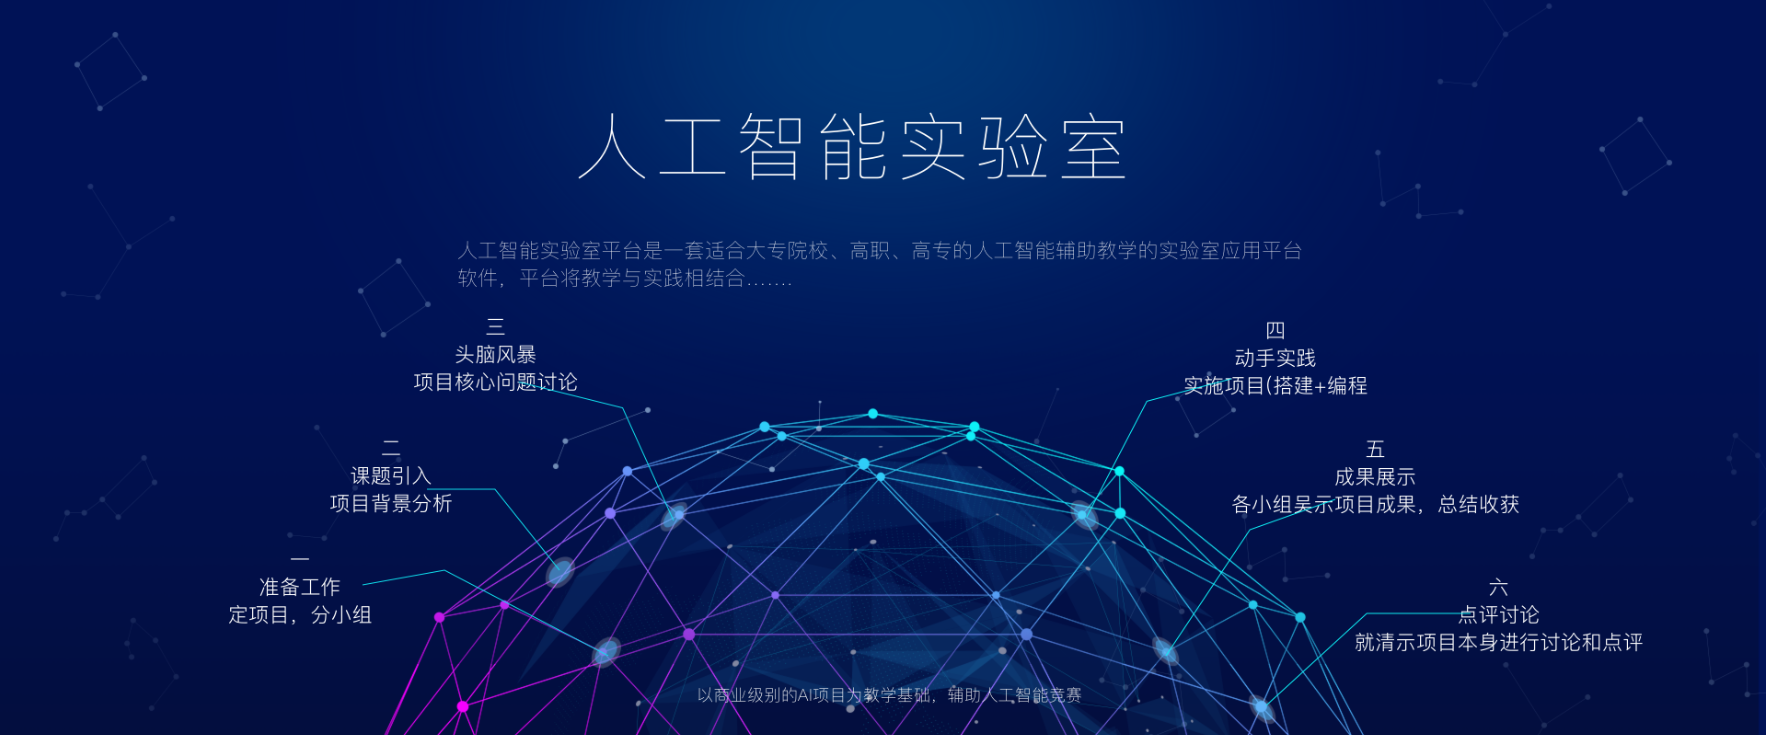 人工智能实验室
人工智能实验室平台是一套适合大专院校、高职、高专的人工智能辅助教学的实验室应用平台
软件，平台将教学与实践相结合.......
一
准备工作
定项目，分小组
二
课题引入
项目背景分析
三
头脑风暴
项目核心问题讨论
四
动手实践
实施项目(搭建+编程
五
成果展示
各小组吴示项目成果，总结收获
六
点评讨论
就清示项目本身进行讨论和点评
以商业级别的AI项目为教学基础，辅助人工智能竞赛